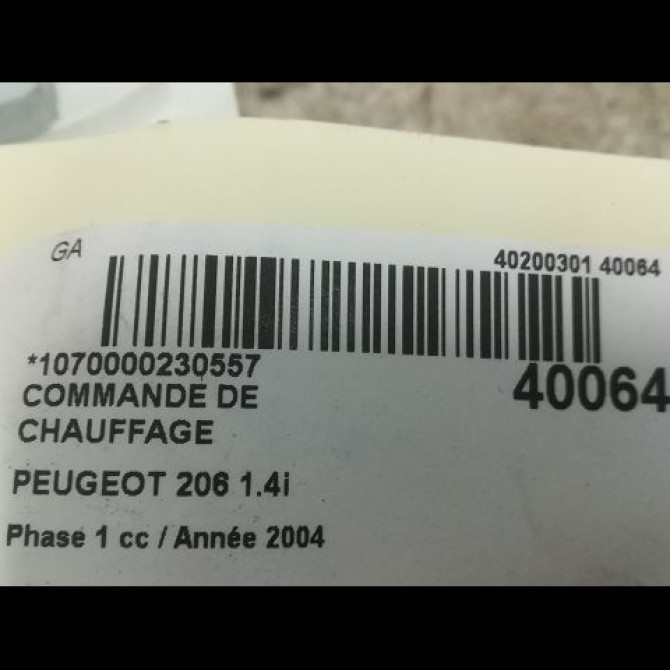 GA
40200301 40064
*1070000230557
40064
COMMANDE DE
CHAUFFAGE
PEUGEOT 206 1.4i
Phase 1 cc / Année 2004